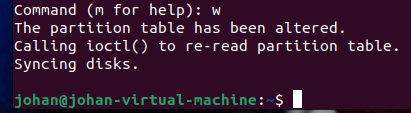 Command (m for help): w
The partition table has been altered.
Calling ioctl() to re-read partition table.
Syncing disks.
johan@johan-virtual-machine:~$